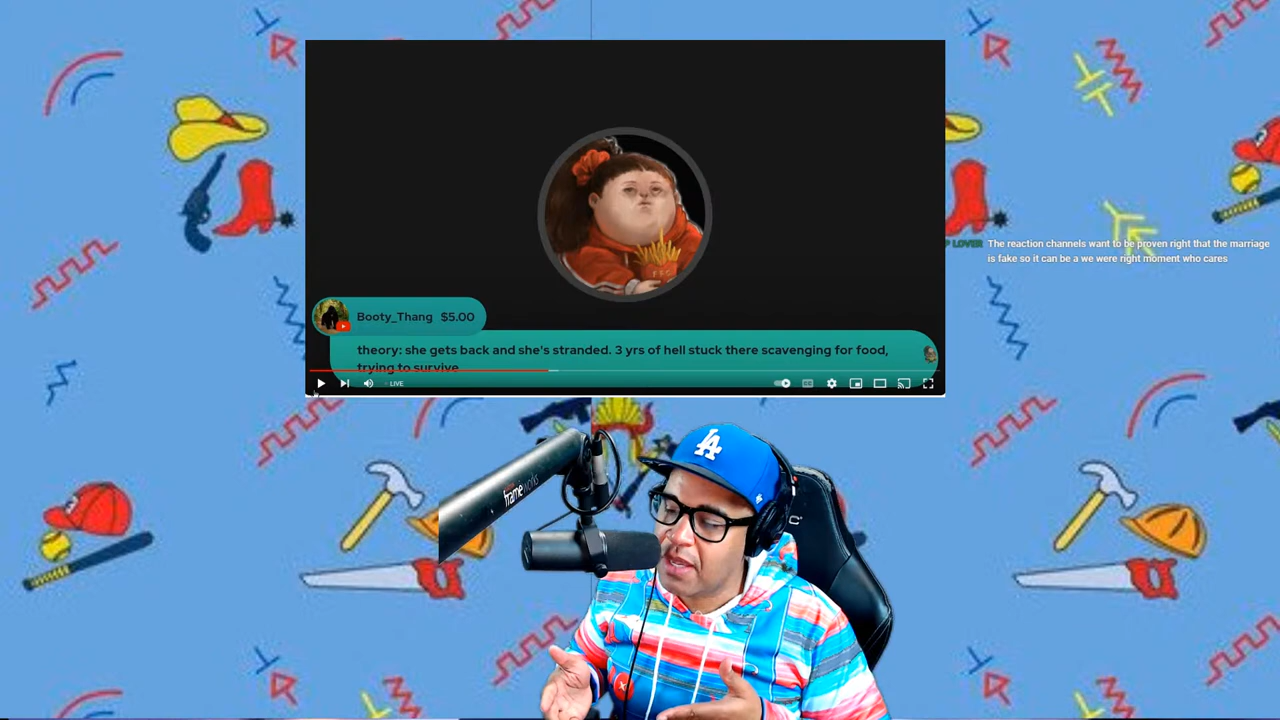 Booty_Thang $5.00
theory: she gets back and she's stranded. 3 yrs of hell stuck there scavenging for food,
trying to survive
LIVE
LOVER The reaction channels want to be proven right that the marriage
is fake so it can be a we were right moment who cares
LA
frameworks